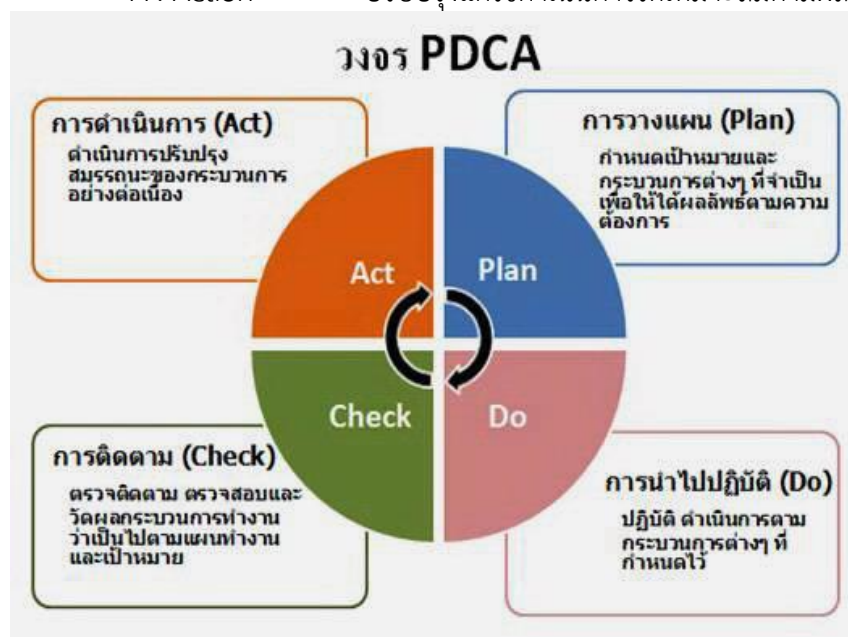 วงจร PDCA
การดำเนินการ (Act)
ดำเนินการปรับปรุง
สมรรถนะของกระบวนการ
อย่างต่อเนื่อง
การวางแผน (Plan)
กำหนดเป้าหมายและ
กระบวนการต่างๆ ที่จำเป็น
เพื่อให้ได้ผลลัพธ์ตามความ
ต้องการ
Act
Plan
Check
Do
การติดตาม (Check)
ตรวจติดตาม ตรวจสอบและ
วัดผลกระบวนการทำงาน
ว่าเป็นไปตามแผนทำงาน
และเป้าหมาย
การนำไปปฏิบัติ (Do)
ปฏิบัติ ดำเนินการตาม
กระบวนการต่างๆ ที่
กำหนดไว้